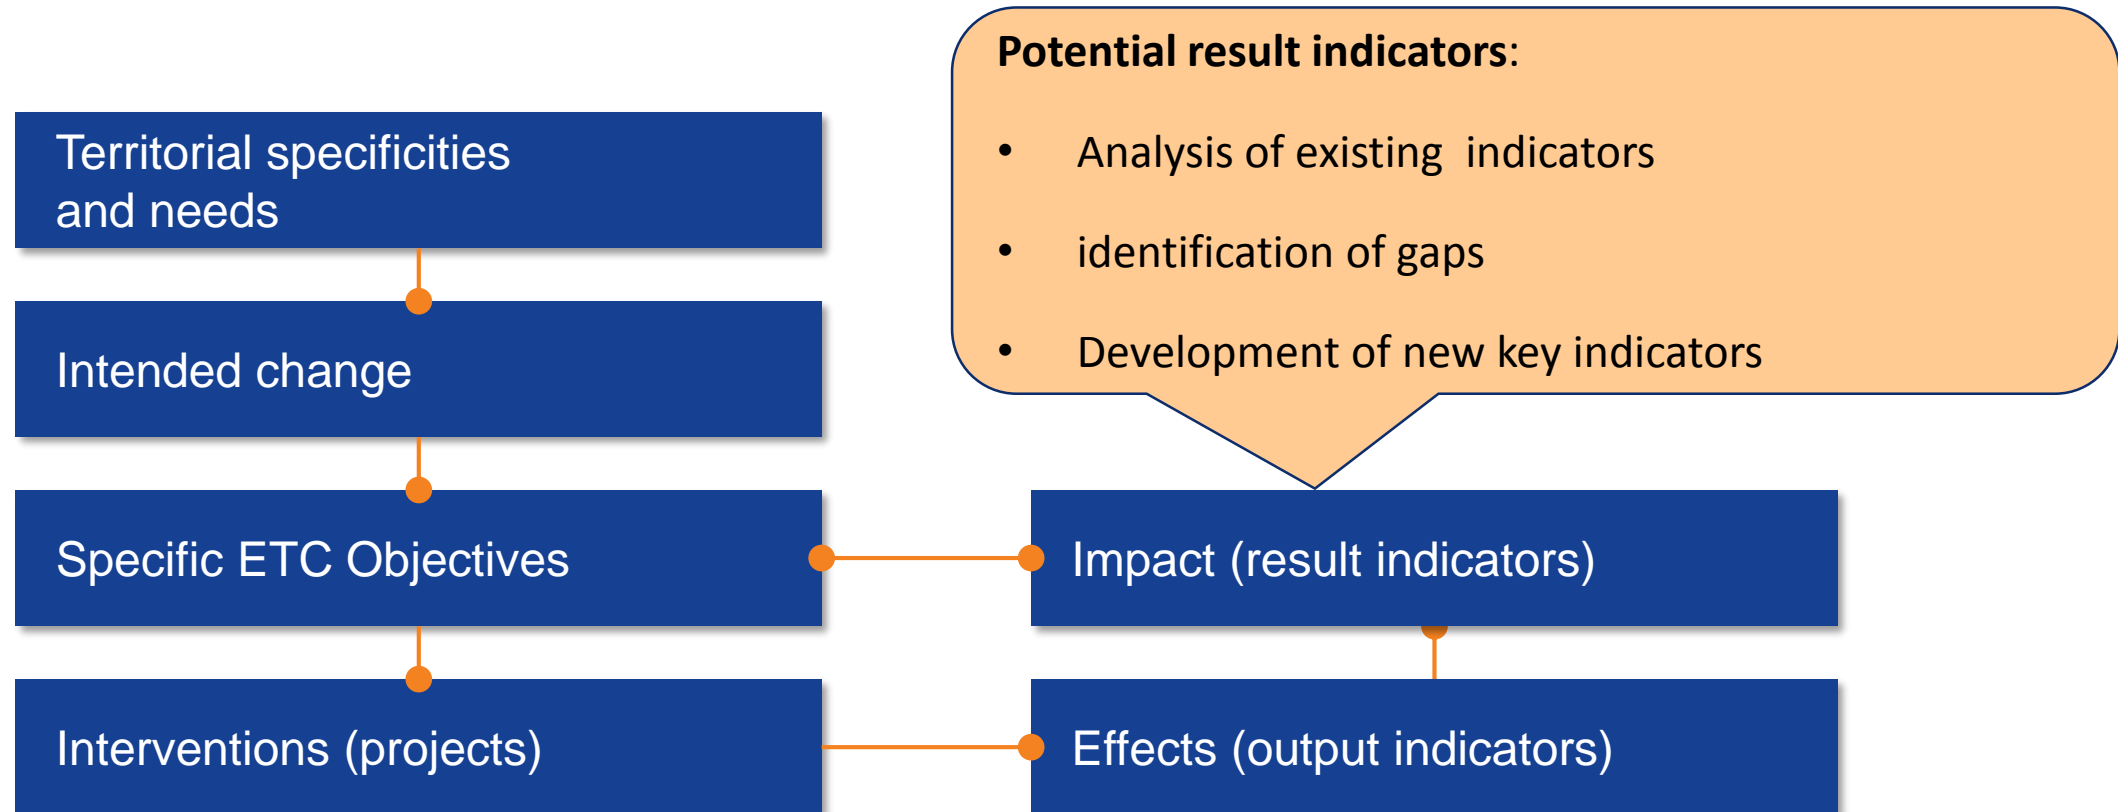 Potential result indicators:
• Analysis of existing  indicators
• identification of gaps
• Development of new key indicators
Territorial specificities
and needs
Intended change
Specific ETC Objectives
Impact (result indicators)
Interventions (projects)
Effects (output indicators)